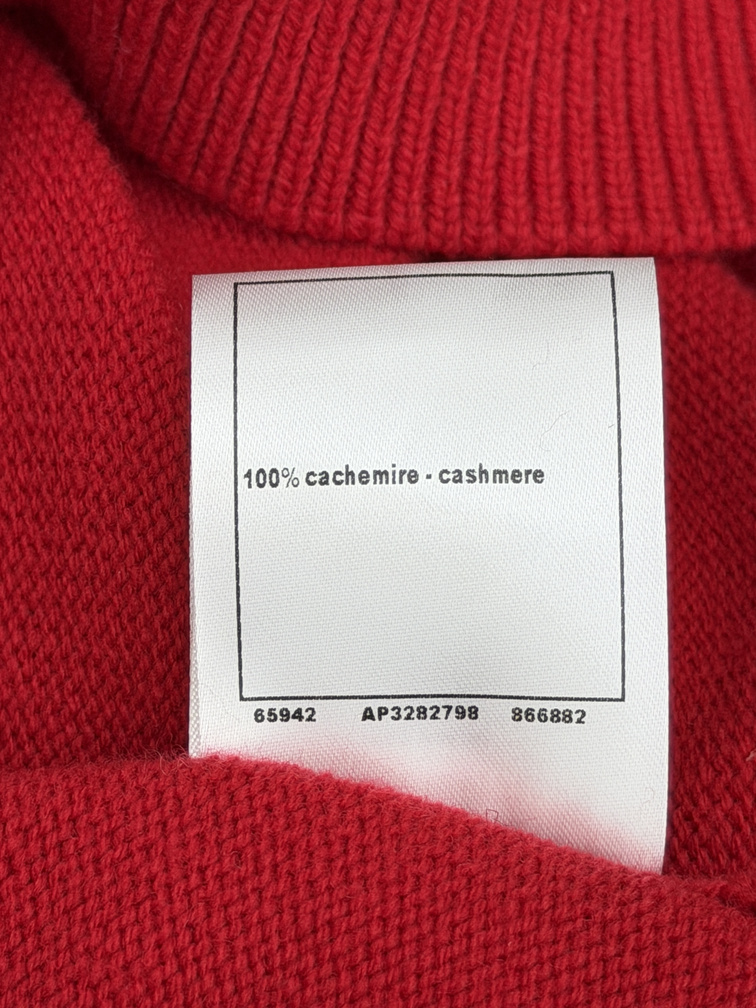 100% cachemire - cashmere
65942 AP3282798 866882